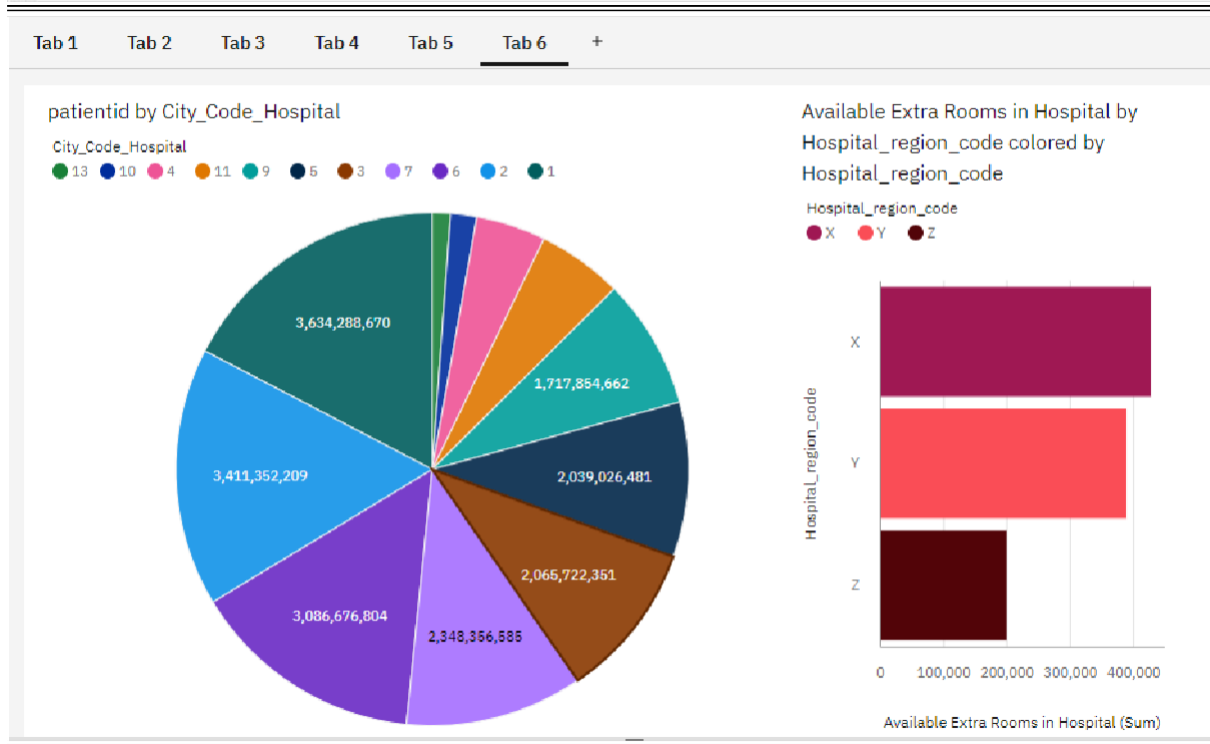 Tab 1 Tab 2 Tab 3 Tab 4 Tab 5 Tab 6 +
patientid by City_Code_Hospital
City_Code_Hospital
13 10 4 11 9 5 3 7 6 2 1
3,634,288,670
1,717,854,662
3,411,352,209
2,039,026,481
2,065,722,351
3,086,676,804
2,348,356,585
Available Extra Rooms in Hospital by
Hospital_region_code colored by
Hospital_region_code
Hospital_region_code
X Y Z
Hospital_region_code
X
Y
Z
0 100,000 200,000 300,000 400,000
Available Extra Rooms in Hospital (Sum)